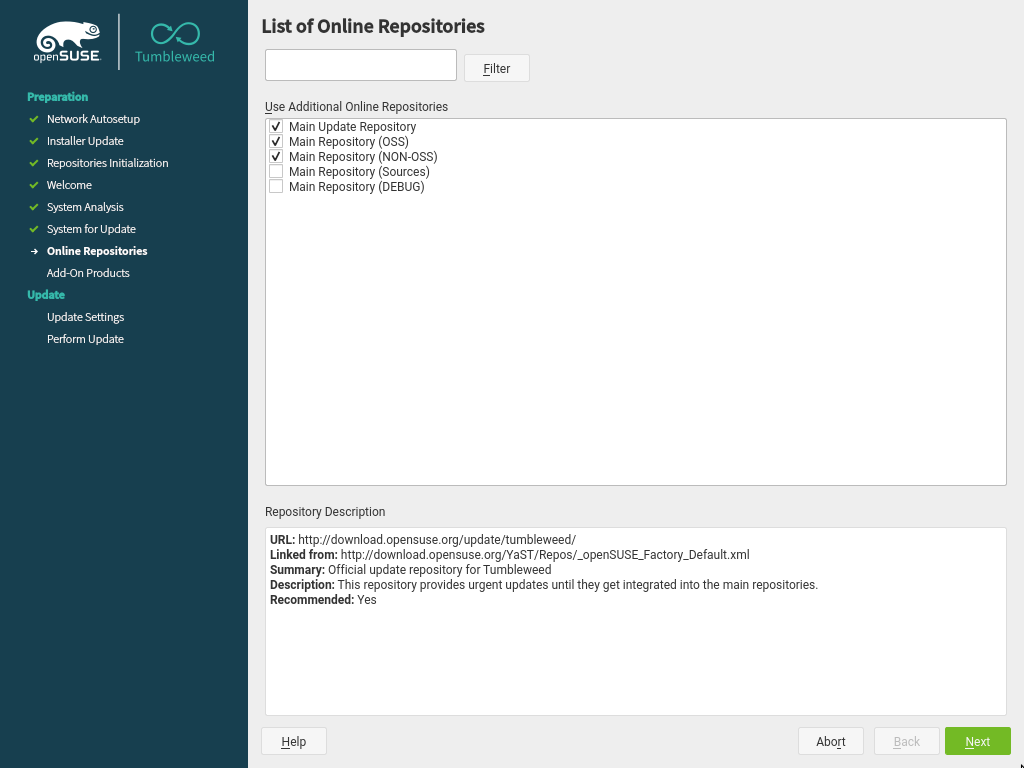 openSUSE
Tumbleweed
Preparation
Network Autosetup
Installer Update
Repositories Initialization
Welcome
System Analysis
System for Update
Online Repositories
Add-On Products
Update
Update Settings
Perform Update
List of Online Repositories
Filter
Use Additional Online Repositories
Main Update Repository
Main Repository (OSS)
Main Repository (NON-OSS)
Main Repository (Sources)
Main Repository (DEBUG)
Repository Description
URL: http://download.opensuse.org/update/tumbleweed/
Linked from: http://download.opensuse.org/YaST/Repos/_openSUSE_Factory_Default.xml
Summary: Official update repository for Tumbleweed
Description: This repository provides urgent updates until they get integrated into the main repositories.
Recommended: Yes
Help
Abort
Back
Next